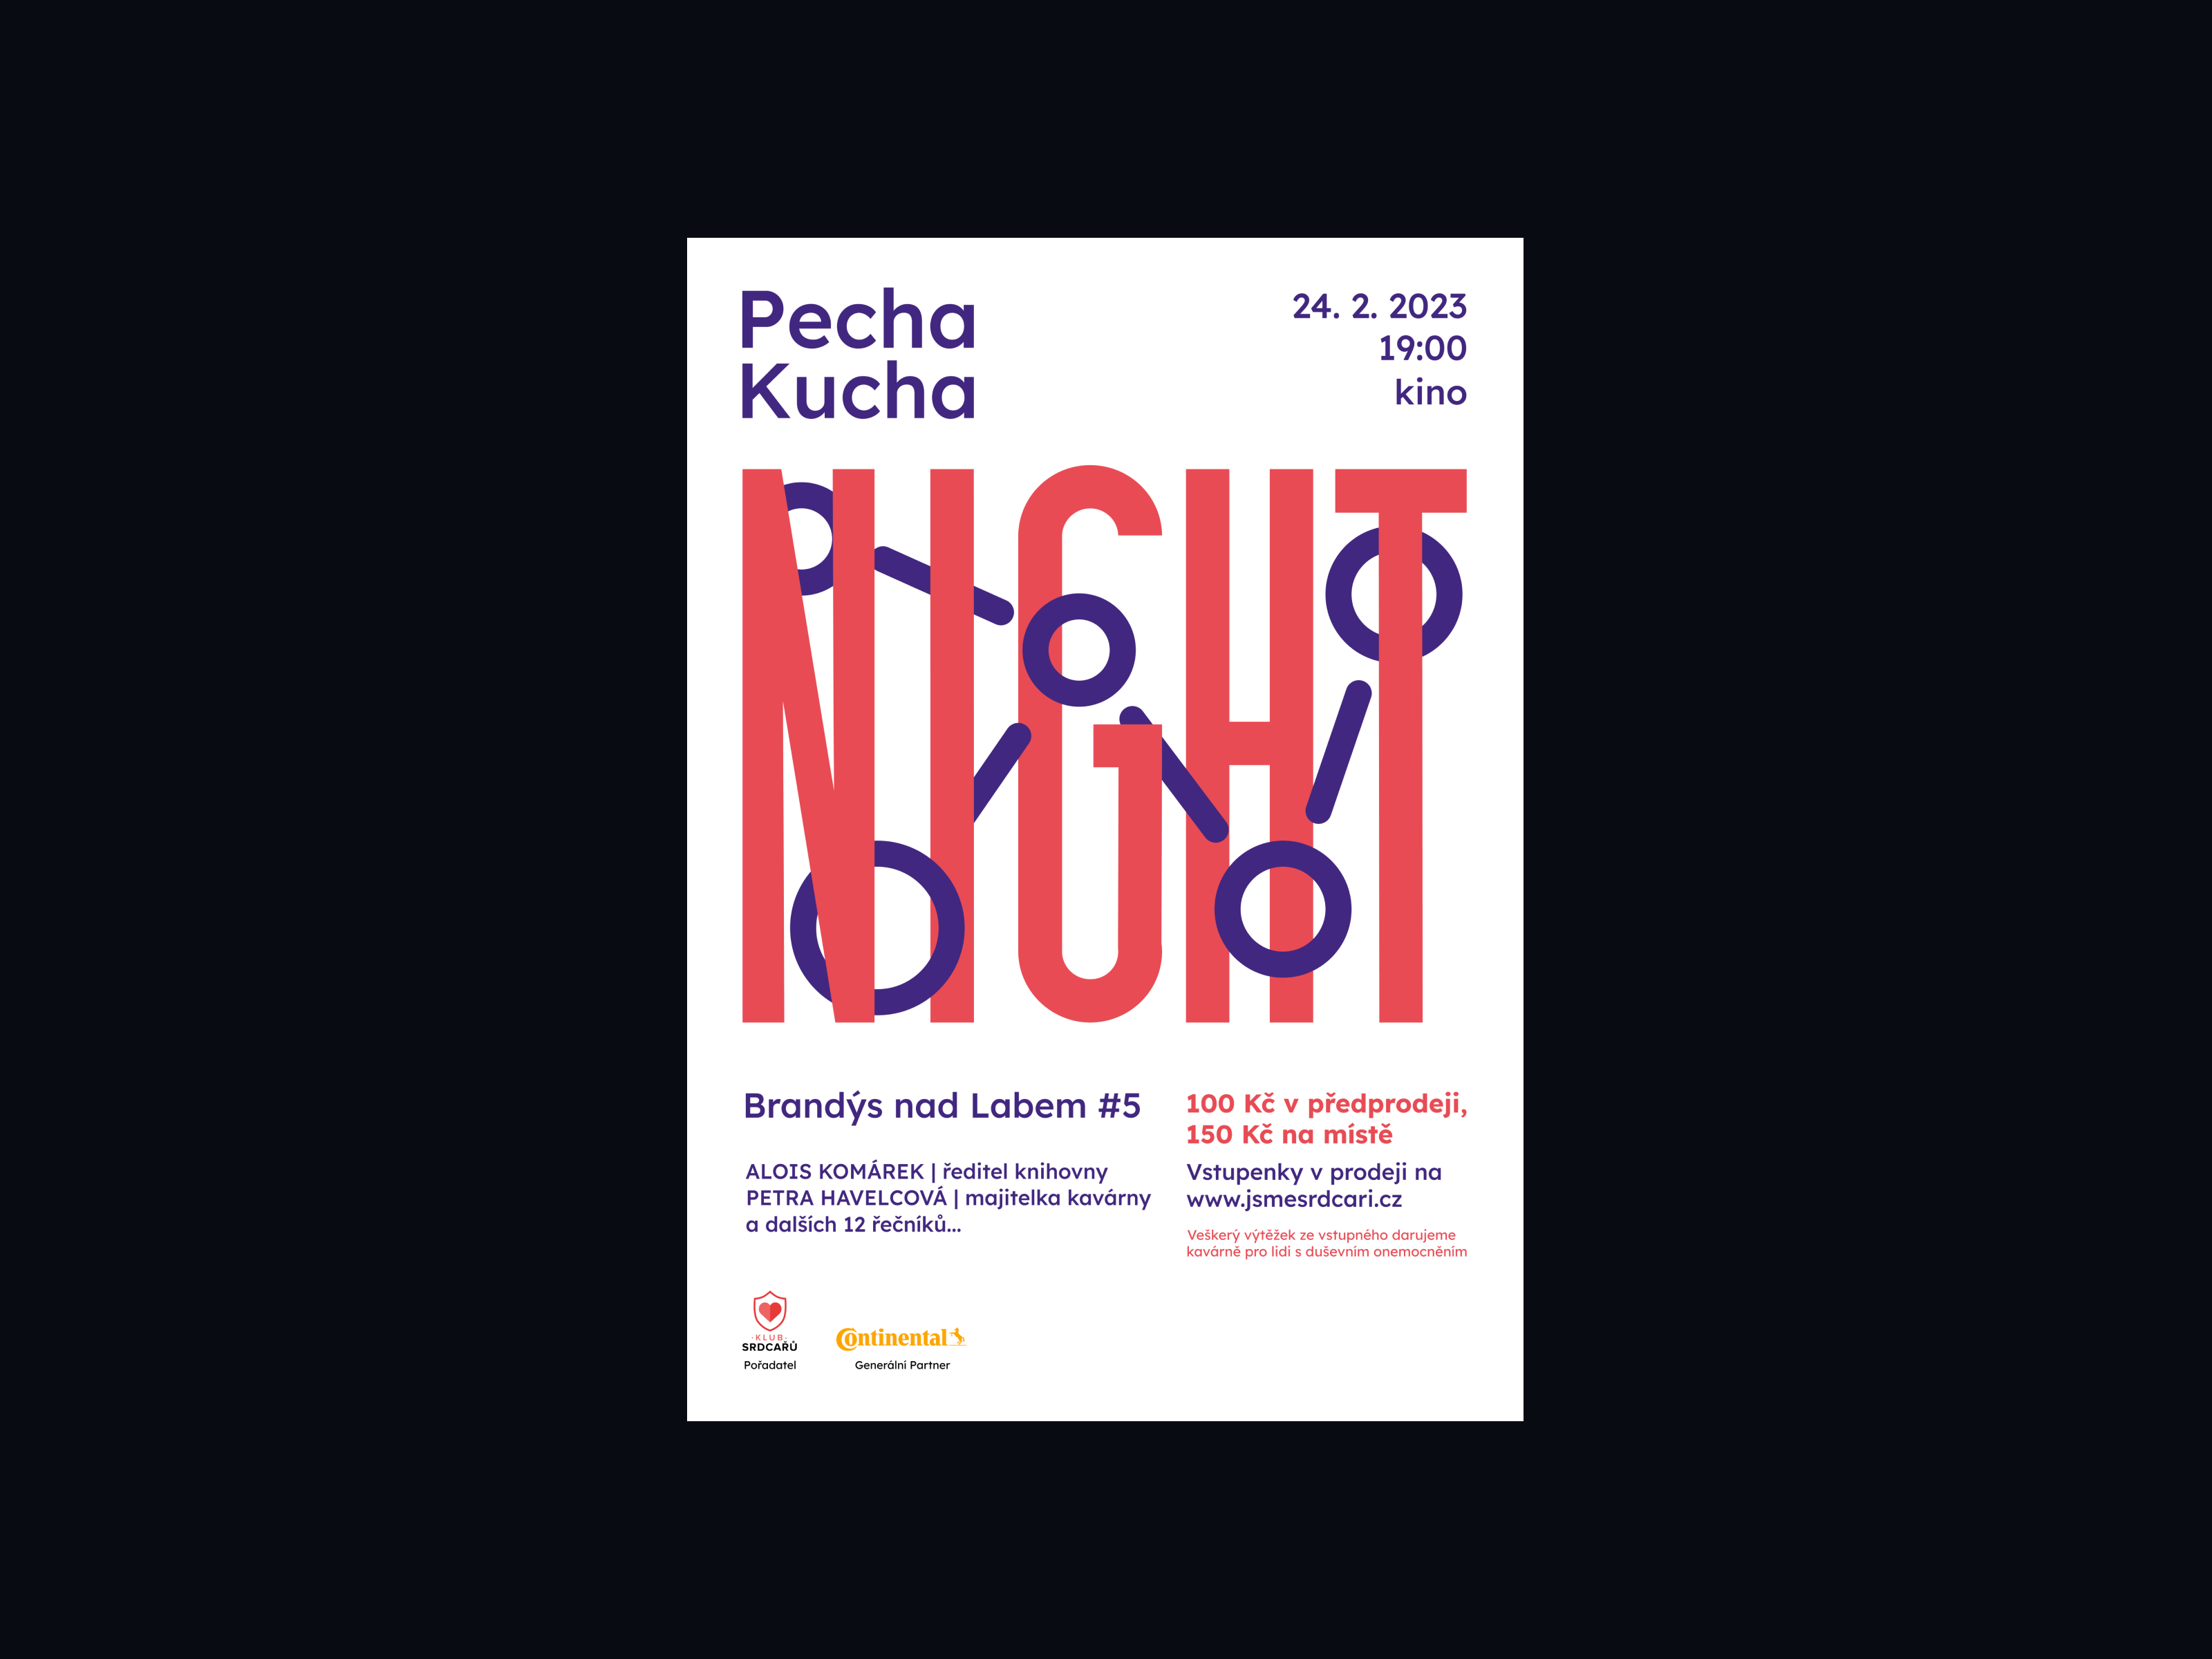 Pecha
Kucha
24. 2. 2023
19:00
kino
NIGHT
Brandýs nad Labem #5
ALOIS KOMÁREK | ředitel knihovny
PETRA HAVELCOVÁ | majitelka kavárny
a dalších 12 řečníků...
100 Kč v předprodeji,
150 Kč na místě
Vstupenky v prodeji na
www.jsmesrdcari.cz
Veškerý výtěžek ze vstupného darujeme
kavárně pro lidi s duševním onemocněním
·KLUB·
SRDCAŘŮ
Pořadatel
Continental
Generální Partner